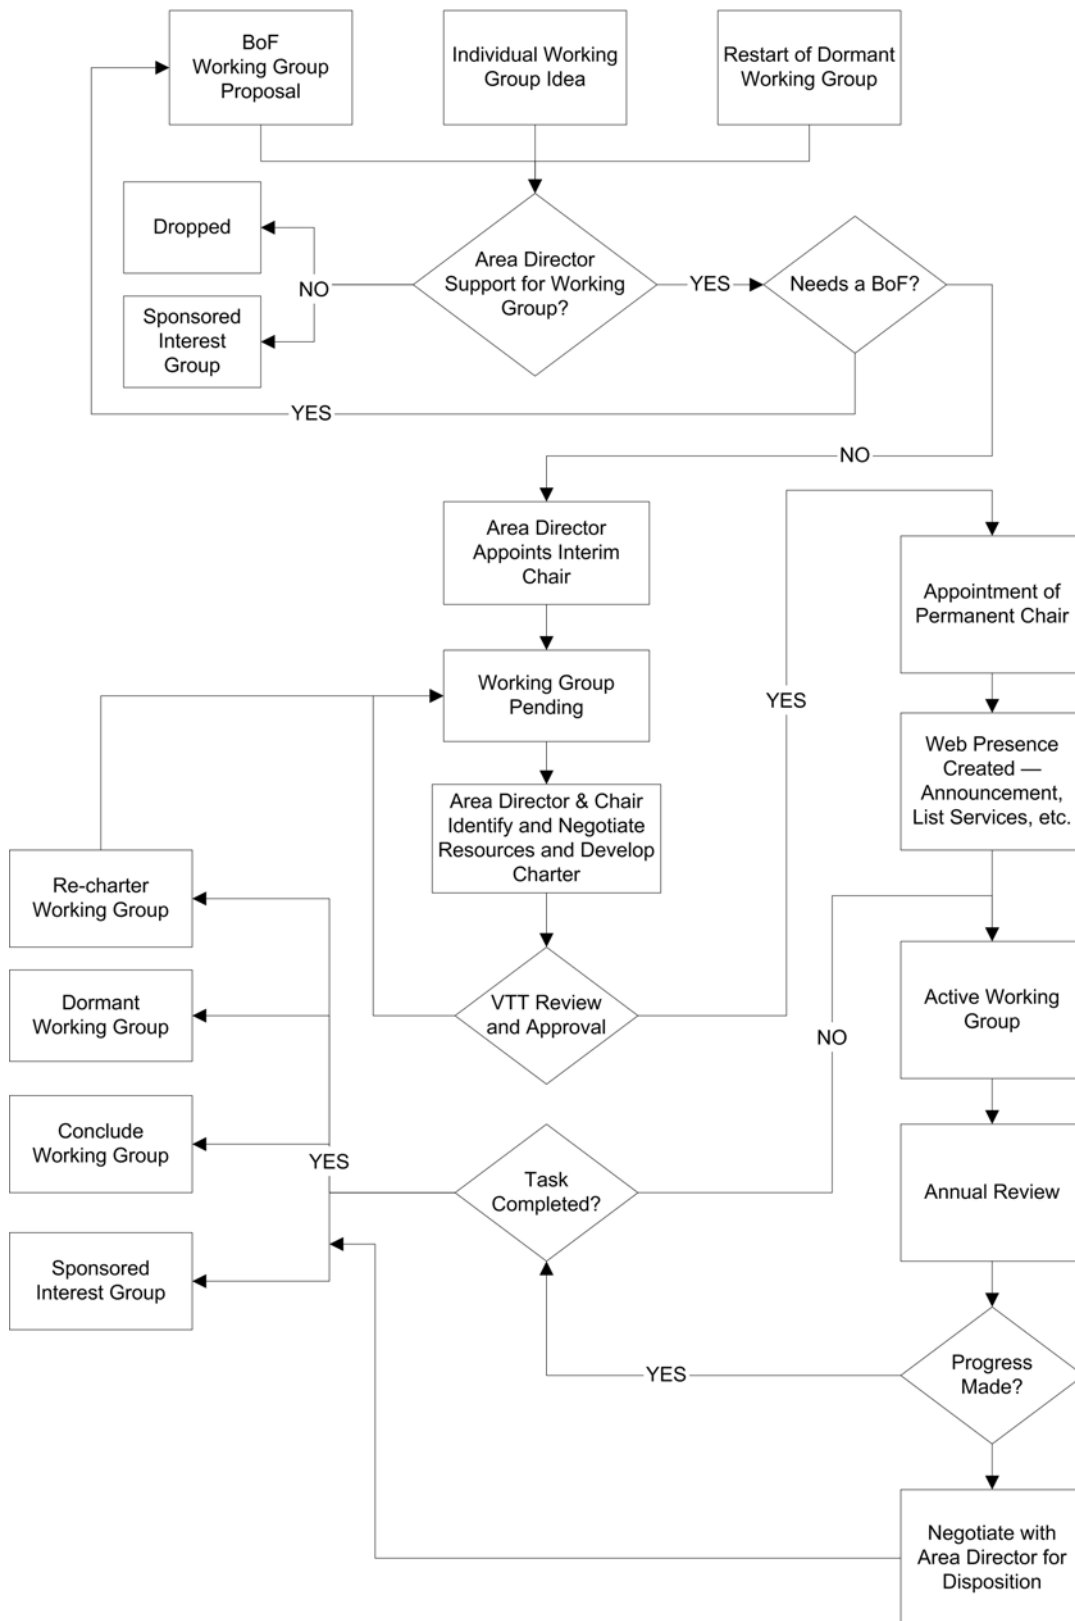 BoF
Working Group
Proposal
Individual Working
Group Idea
Restart of Dormant
Working Group
Dropped
Sponsored
Interest
Group
NO
Area Director
Support for Working
Group?
YES
Needs a BoF?
YES
NO
Area Director
Appoints Interim
Chair
Appointment of
Permanent Chair
Working Group
Pending
YES
Web Presence
Created —
Announcement,
List Services, etc.
Area Director & Chair
Identify and Negotiate
Resources and Develop
Charter
Re-charter
Working Group
Dormant
Working Group
VTT Review
and Approval
Active Working
Group
NO
Conclude
Working Group
YES
Task
Completed?
Annual Review
Sponsored
Interest Group
YES
Progress
Made?
Negotiate with
Area Director for
Disposition